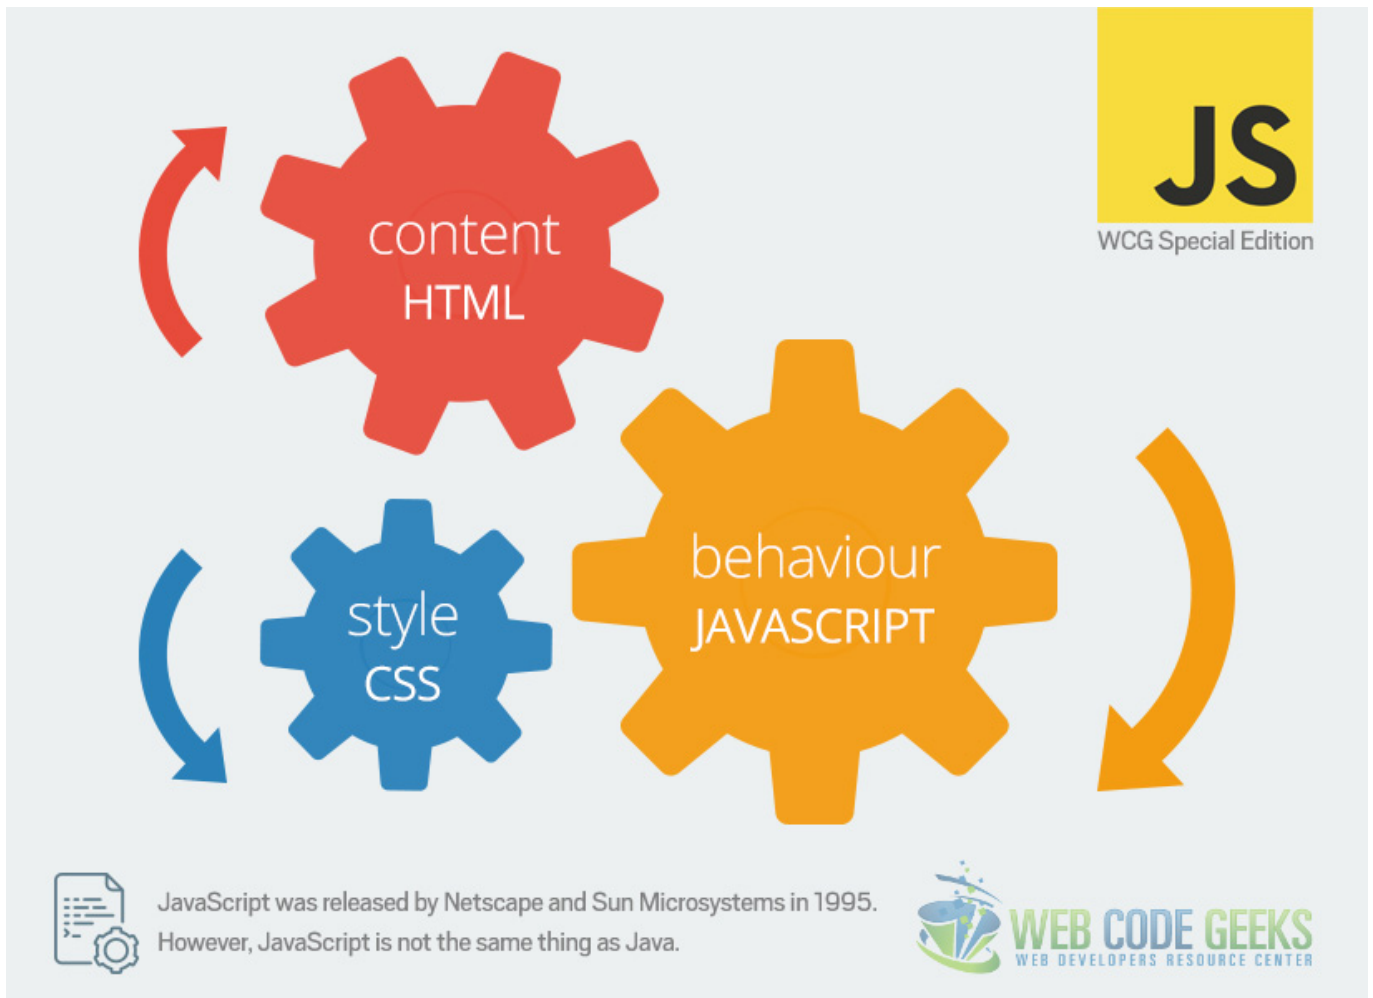 JS
WCG Special Edition
content
HTML
behaviour
JAVASCRIPT
style
CSS
JavaScript was released by Netscape and Sun Microsystems in 1995.
However, JavaScript is not the same thing as Java.
WEB CODE GEEKS
WEB DEVELOPERS RESOURCE CENTER